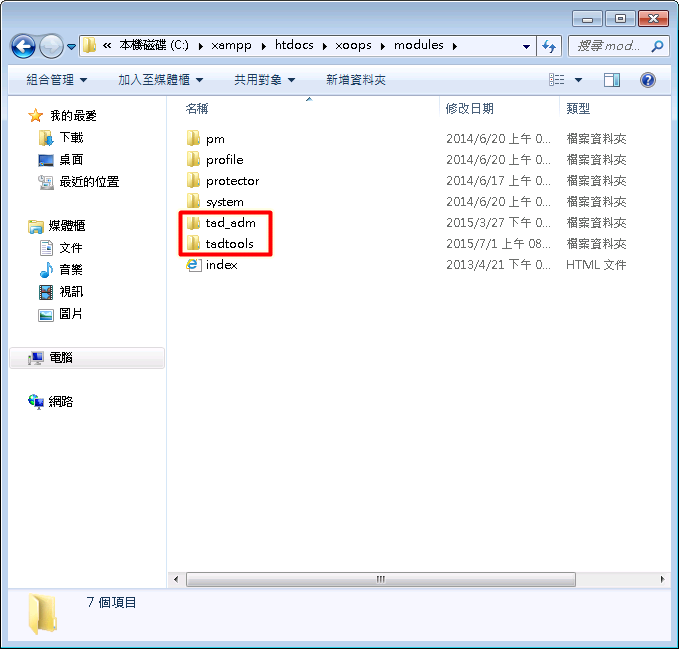 « 本機磁碟 (C:) ▸ xampp ▸ htdocs ▸ xoops ▸ modules ▸
搜尋 mod...
組合管理 加入至媒體櫃 共用對象 新增資料夾
我的最愛
下載
桌面
最近的位置
媒體櫃
文件
音樂
視訊
圖片
電腦
網路
名稱 修改日期 類型
pm 2014/6/20 上午 0... 檔案資料夾
profile 2014/6/20 上午 0... 檔案資料夾
protector 2014/6/17 上午 0... 檔案資料夾
system 2014/6/20 上午 0... 檔案資料夾
tad_adm 2015/3/27 下午 0... 檔案資料夾
tadtools 2015/7/1 上午 08... 檔案資料夾
index 2013/4/21 下午 0... HTML 文件
7 個項目